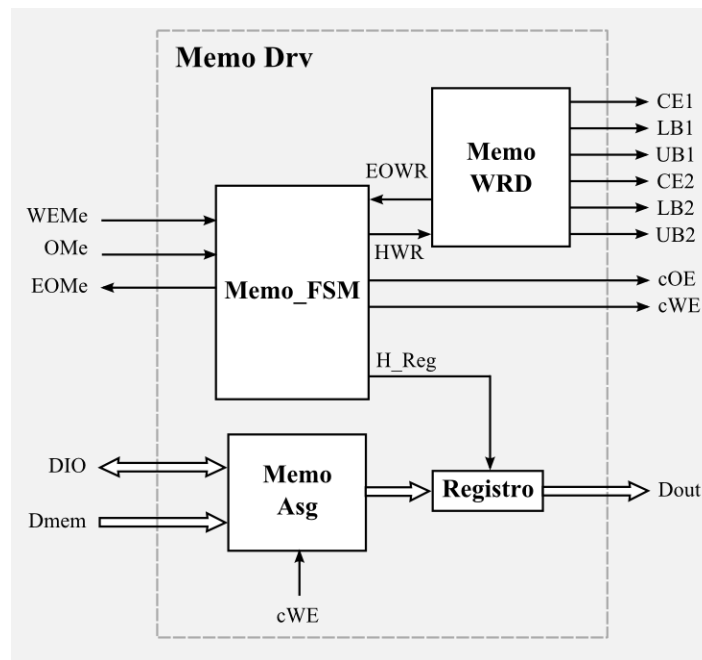 Memo Drv
CE1
LB1
UB1
CE2
LB2
UB2
Memo
WRD
EOWR
HWR
WEMe
OMe
EOMe
Memo_FSM
cOE
cWE
H_Reg
DIO
Dmem
Memo
Asg
Registro
Dout
cWE